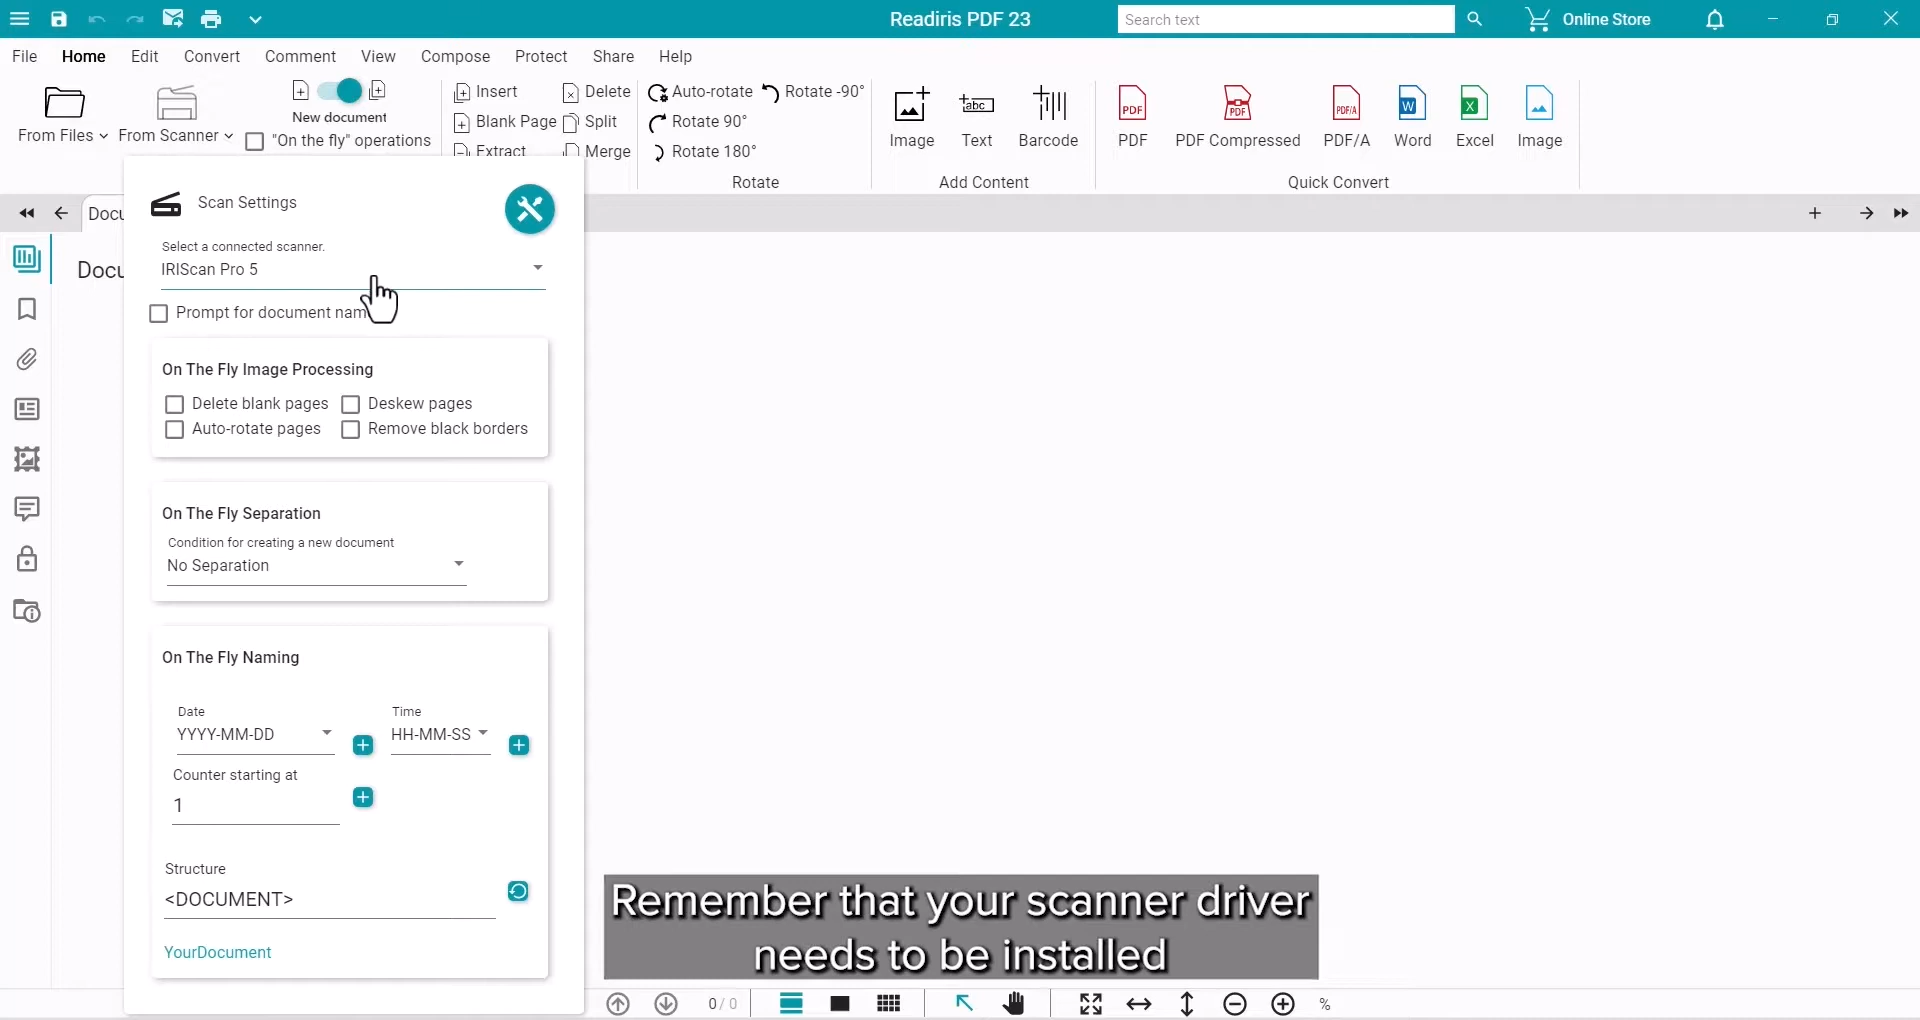 Readiris PDF 23
Search text
Online Store
File Home Edit Convert Comment View Compose Protect Share Help
From Files
From Scanner
New document
"On the fly" operations
Insert
Delete
Blank Page
Split
Extract
Merge
Auto-rotate
Rotate -90°
Rotate 90°
Rotate 180°
Rotate
Image
Text
abc
Barcode
Add Content
PDF
PDF
PDF
PDF Compressed
PDF/A
PDF/A
W
Word
X
Excel
Image
Quick Convert
Docu
Docu
Scan Settings
Select a connected scanner.
IRIScan Pro 5
Prompt for document nam
On The Fly Image Processing
Delete blank pages
Deskew pages
Auto-rotate pages
Remove black borders
On The Fly Separation
Condition for creating a new document
No Separation
On The Fly Naming
Date
Time
YYYY-MM-DD
HH-MM-SS
Counter starting at
1
Structure
<DOCUMENT>
YourDocument
Remember that your scanner driver
needs to be installed
0 / 0
%